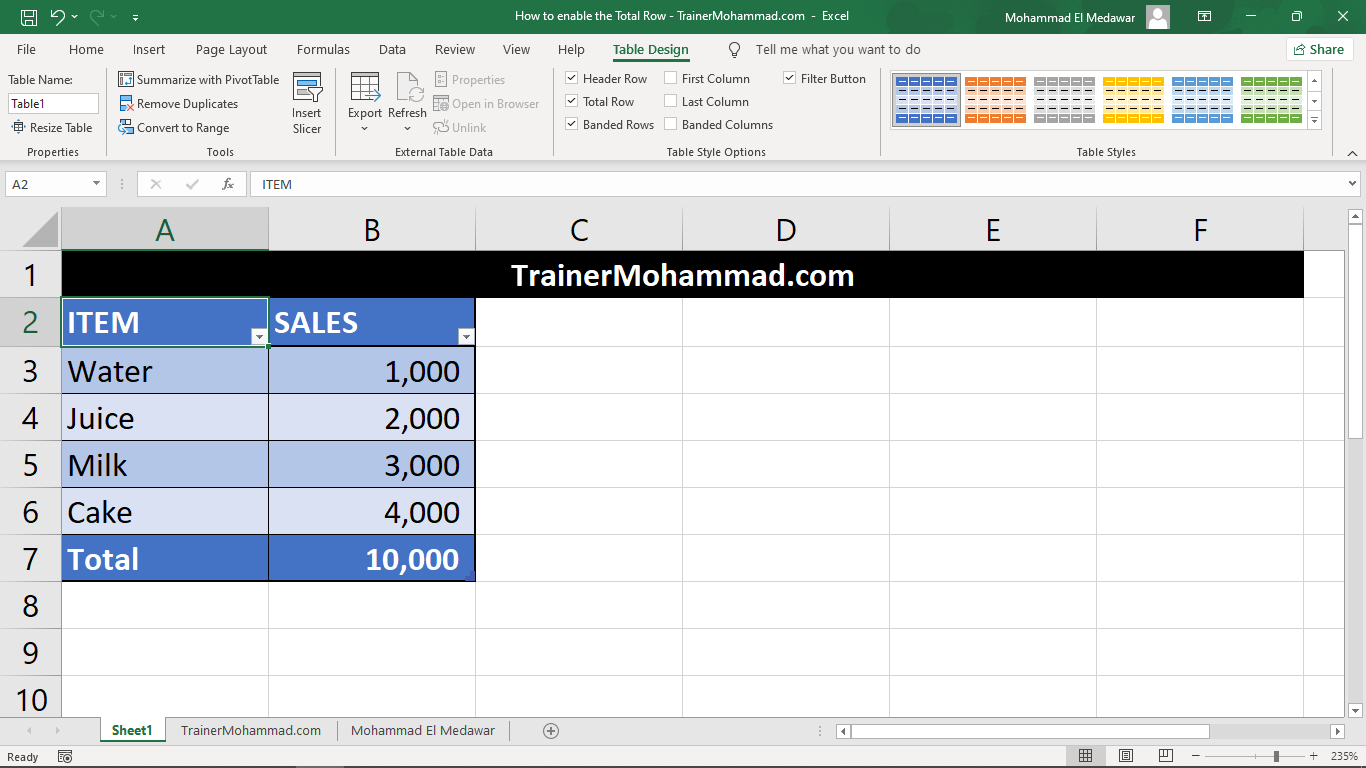 How to enable the Total Row - TrainerMohammad.com - Excel
Mohammad El Medawar
File Home Insert Page Layout Formulas Data Review View Help Table Design Tell me what you want to do Share
Table Name:
Table1
Resize Table
Properties
Summarize with PivotTable
Remove Duplicates
Convert to Range
Insert
Slicer
Tools
Export Refresh
Properties
Open in Browser
Unlink
External Table Data
Header Row First Column Filter Button
Total Row Last Column
Banded Rows Banded Columns
Table Style Options
Table Styles
A2 fx ITEM
A B C D E F
1 TrainerMohammad.com
2 ITEM SALES
3 Water 1,000
4 Juice 2,000
5 Milk 3,000
6 Cake 4,000
7 Total 10,000
8
9
10
Sheet1 TrainerMohammad.com Mohammad El Medawar
Ready 235%